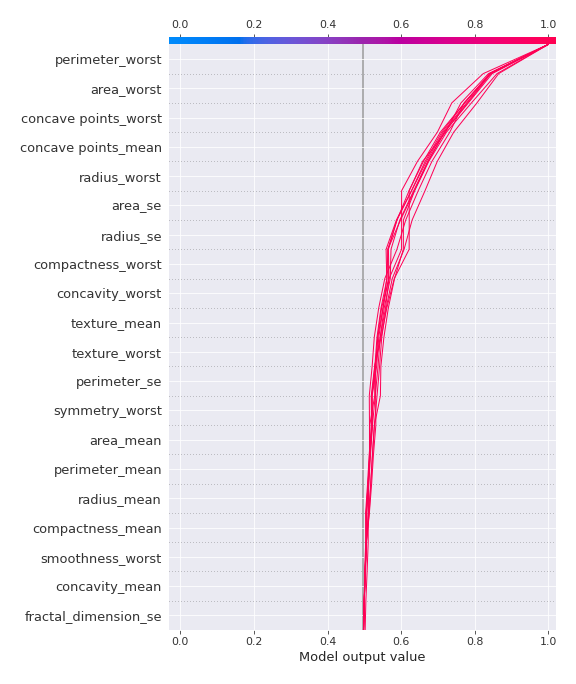 0.0 0.2 0.4 0.6 0.8 1.0
perimeter_worst
area_worst
concave points_worst
concave points_mean
radius_worst
area_se
radius_se
compactness_worst
concavity_worst
texture_mean
texture_worst
perimeter_se
symmetry_worst
area_mean
perimeter_mean
radius_mean
compactness_mean
smoothness_worst
concavity_mean
fractal_dimension_se
0.0 0.2 0.4 0.6 0.8 1.0
Model output value